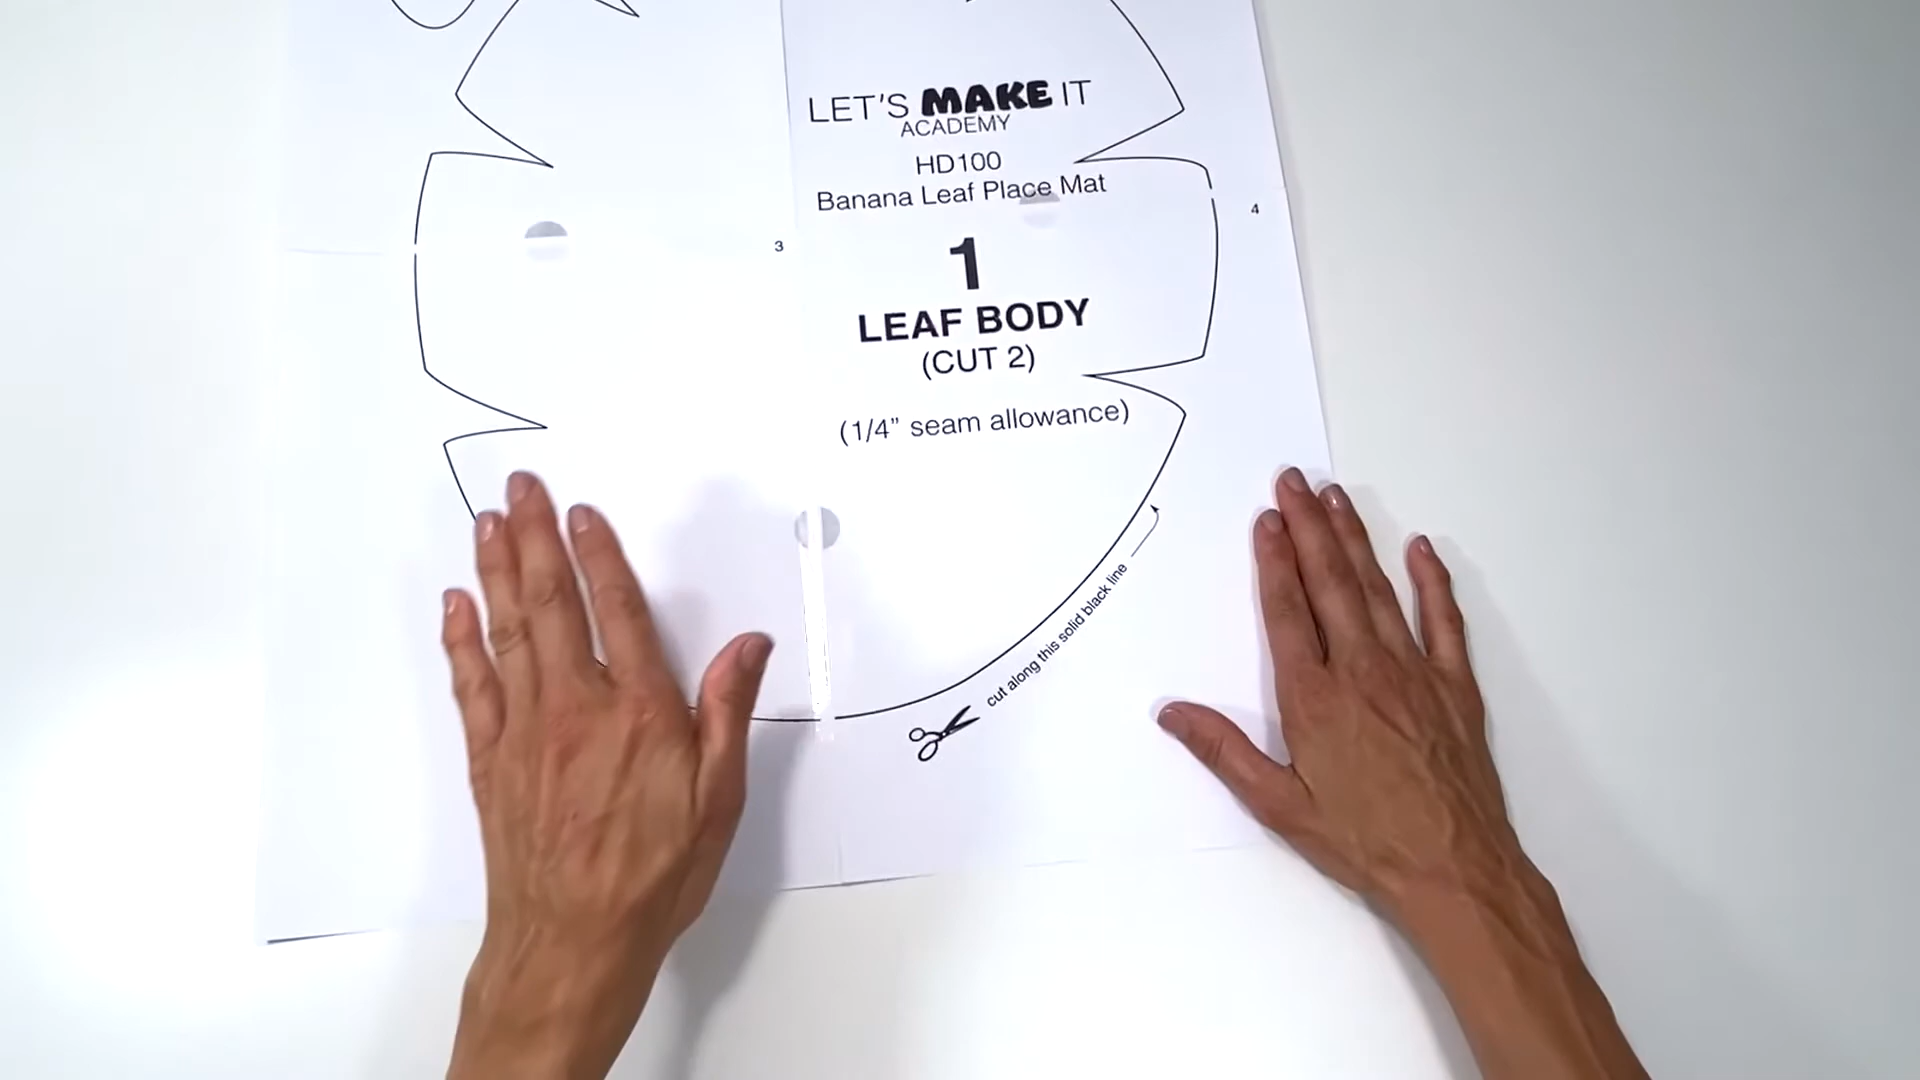 LET'S MAKE IT
ACADEMY
HD100
Banana Leaf Place Mat
1
LEAF BODY
(CUT 2)
(1/4” seam allowance)
3
4
cut along this solid black line